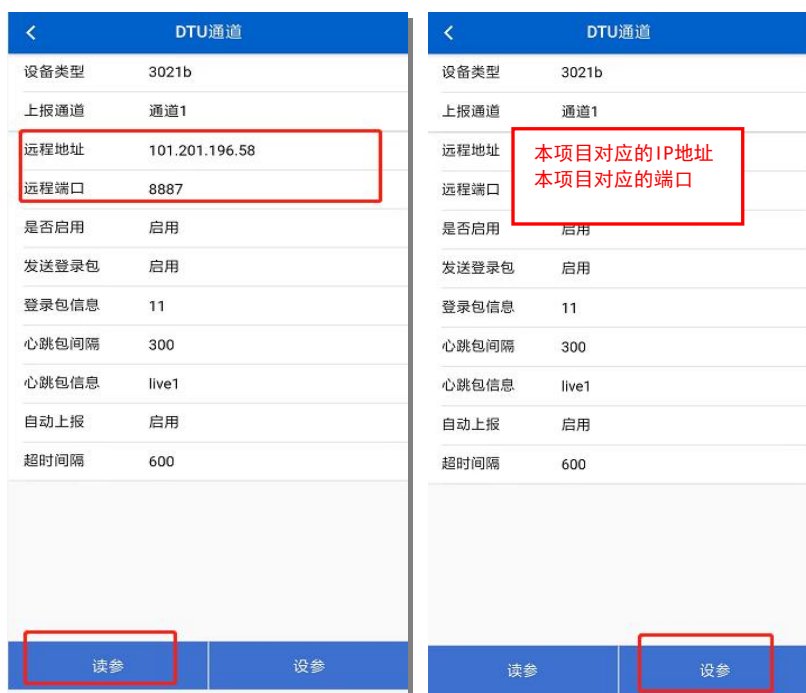 DTU通道
设备类型 3021b
上报通道 通道1
远程地址 101.201.196.58
远程端口 8887
是否启用 启用
发送登录包 启用
登录包信息 11
心跳包间隔 300
心跳包信息 live1
自动上报 启用
超时间隔 600
读参 设参
DTU通道
设备类型 3021b
上报通道 通道1
远程地址 本项目对应的IP地址
远程端口 本项目对应的端口
是否启用 启用
发送登录包 启用
登录包信息 11
心跳包间隔 300
心跳包信息 live1
自动上报 启用
超时间隔 600
读参 设参